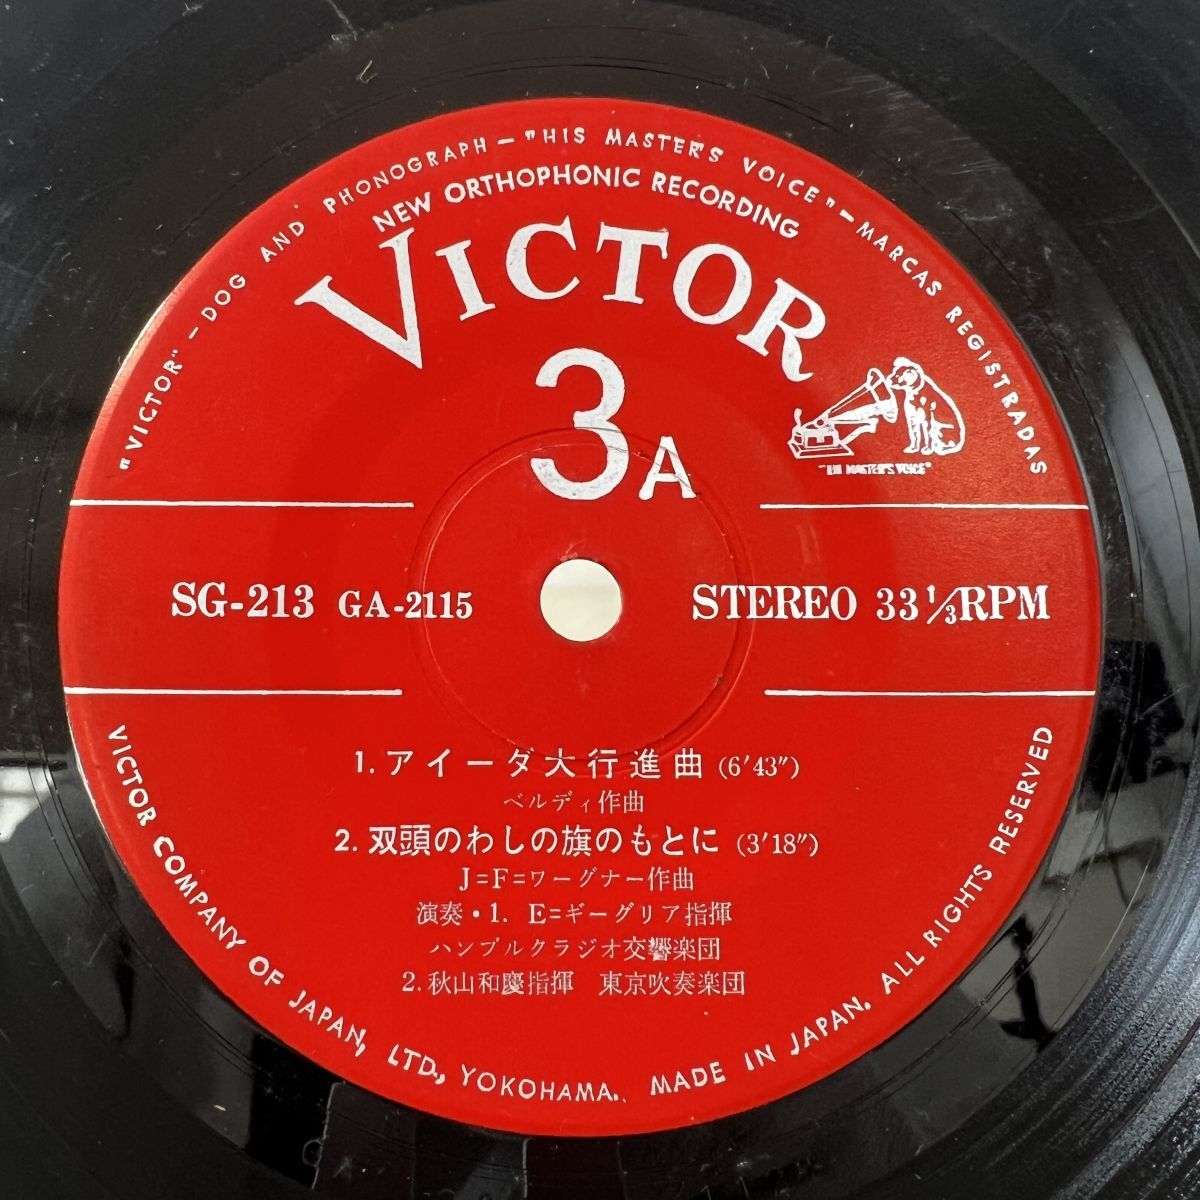 "VICTOR" – DOG AND PHONOGRAPH – "HIS MASTER'S VOICE" – MARCAS REGISTRADAS
NEW ORTHOPHONIC RECORDING
VICTOR
3A
"HIS MASTER'S VOICE"
SG-213 GA-2115
STEREO 33 1/3 RPM
1. アイーダ大行進曲 (6′43″)
ベルディ作曲
2. 双頭のわしの旗のもとに (3′18″)
J=F=ワーグナー作曲
演奏・1. E=ギーグリア指揮
ハンブルクラジオ交響楽団
2. 秋山和慶指揮 東京吹奏楽団
VICTOR COMPANY OF JAPAN, LTD., YOKOHAMA. MADE IN JAPAN. ALL RIGHTS RESERVED